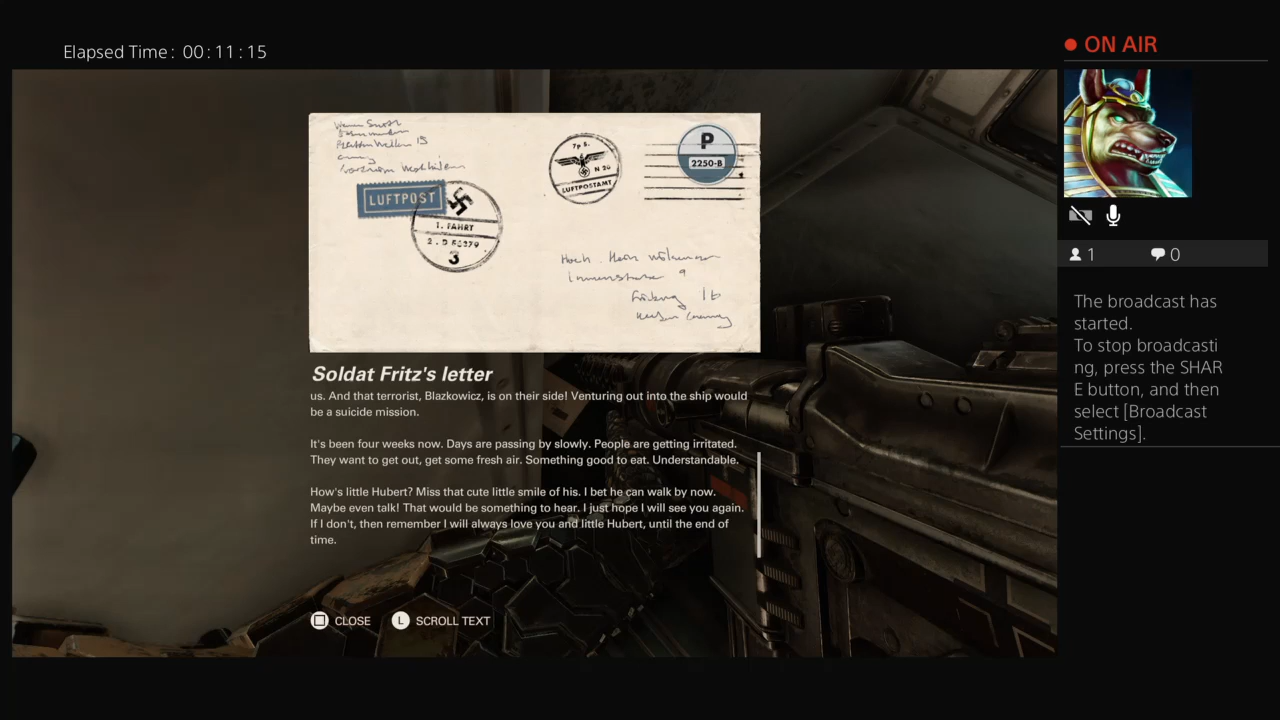 Elapsed Time: 00:11:15
ON AIR
15
LUFTPOST
1. FAHRT
3
N 26
LUFTPOSTAMT
P
2250-B
9
Soldat Fritz's letter
us. And that terrorist, Blazkowicz, is on their side! Venturing out into the ship would
be a suicide mission.
It's been four weeks now. Days are passing by slowly. People are getting irritated.
They want to get out, get some fresh air. Something good to eat. Understandable.
How's little Hubert? Miss that cute little smile of his. I bet he can walk by now.
Maybe even talk! That would be something to hear. I just hope I will see you again.
If I don't, then remember I will always love you and little Hubert, until the end of
time.
CLOSE
L SCROLL TEXT
1
0
The broadcast has
started.
To stop broadcasti
ng, press the SHAR
E button, and then
select [Broadcast
Settings].